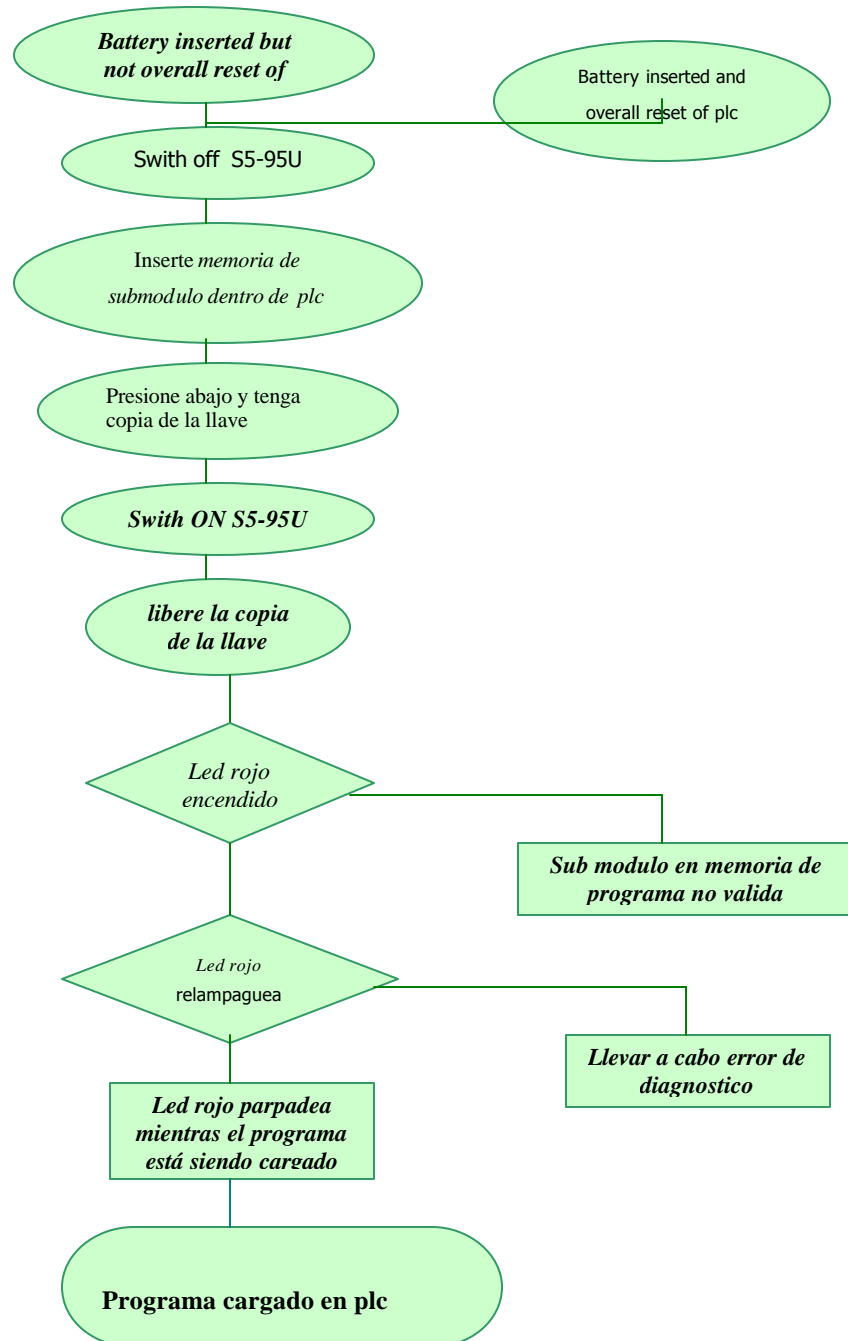 Battery inserted but
not overall reset of
Battery inserted and
overall reset of plc
Swith off S5-95U
Inserte memoria de
submodulo dentro de plc
Presione abajo y tenga
copia de la llave
Swith ON S5-95U
libere la copia
de la llave
Led rojo
encendido
Sub modulo en memoria de
programa no valida
Led rojo
relampaguea
Llevar a cabo error de
diagnostico
Led rojo parpadea
mientras el programa
está siendo cargado
Programa cargado en plc